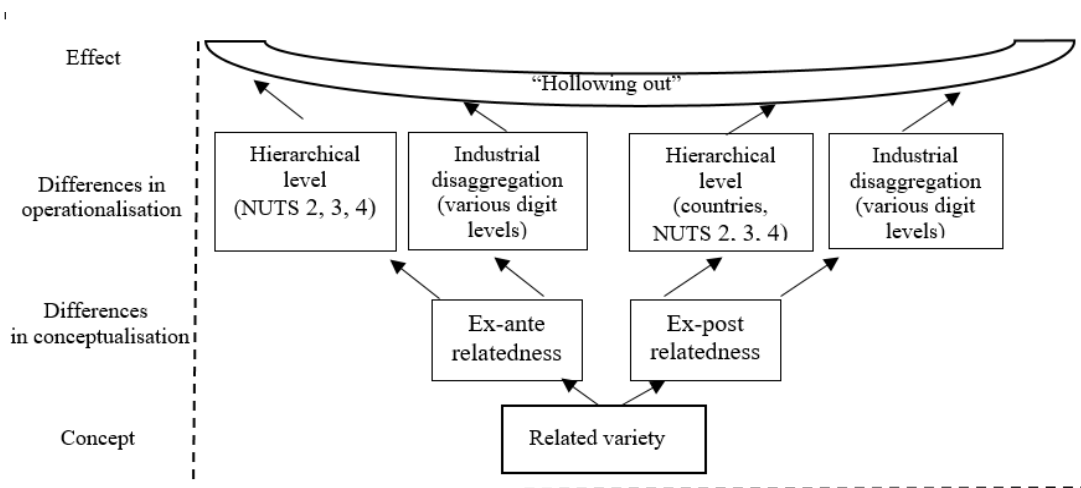 Effect
“Hollowing out”
Differences in
operationalisation
Hierarchical
level
(NUTS 2, 3, 4)
Industrial
disaggregation
(various digit
levels)
Hierarchical
level
(countries,
NUTS 2, 3, 4)
Industrial
disaggregation
(various digit
levels)
Differences
in conceptualisation
Ex-ante
relatedness
Ex-post
relatedness
Concept
Related variety